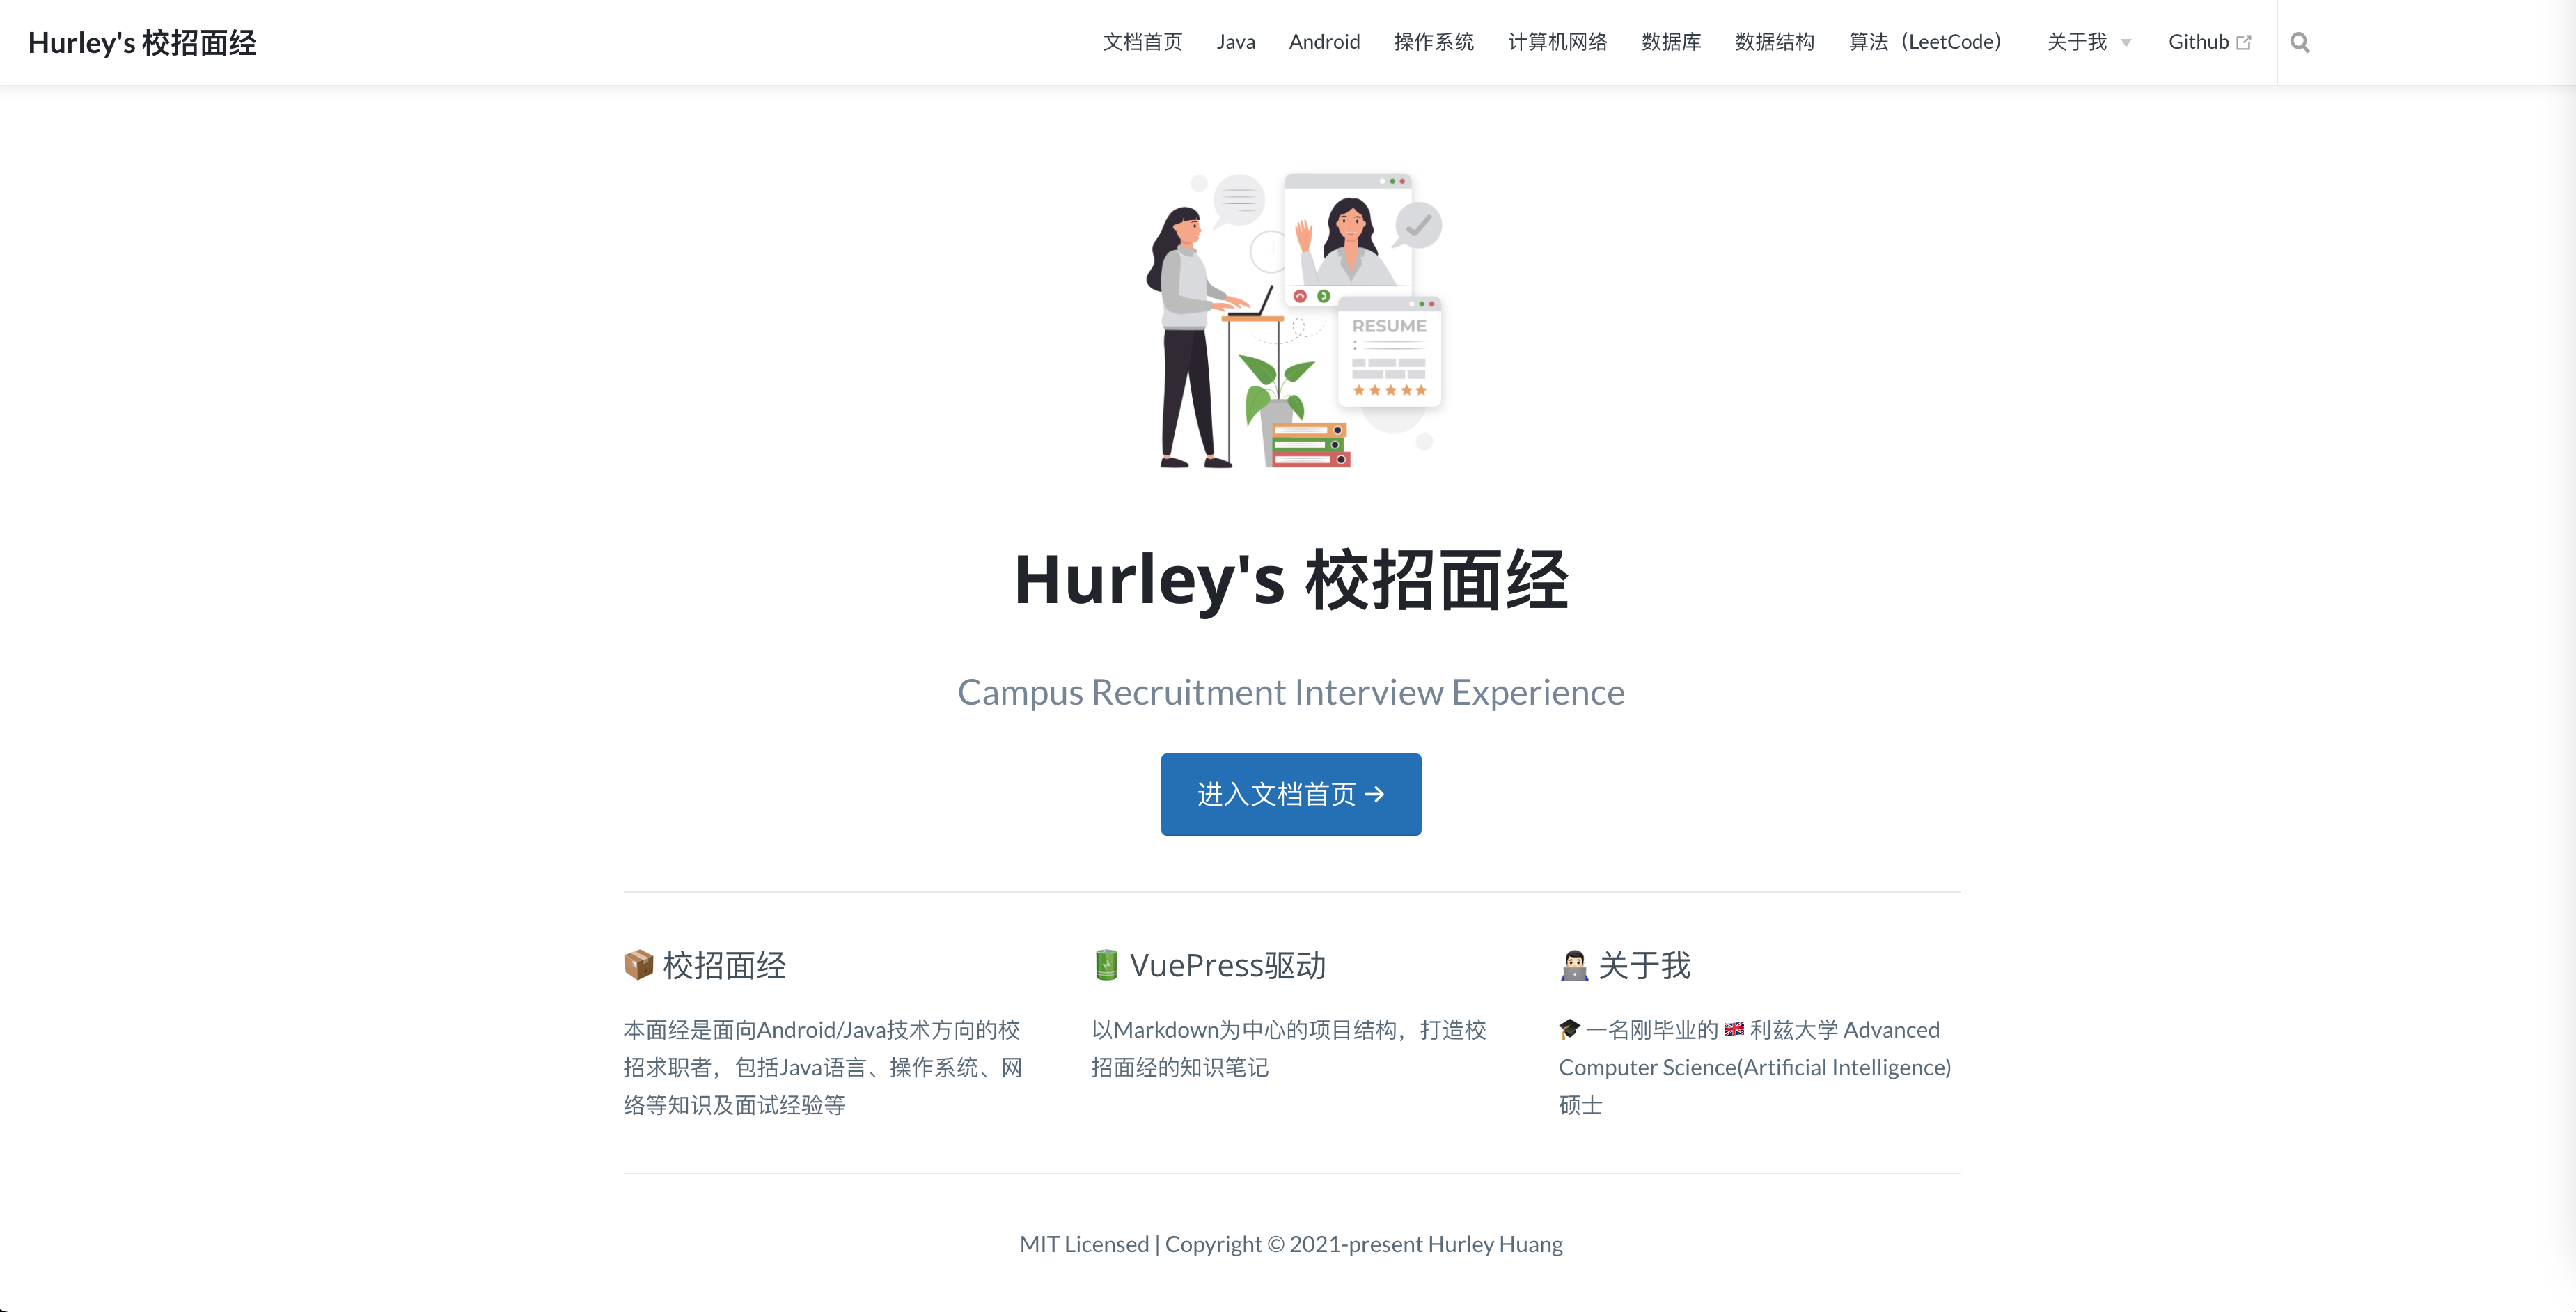 Hurley's 校招面经
文档首页 Java Android 操作系统 计算机网络 数据库 数据结构 算法（LeetCode） 关于我 Github
RESUME
Hurley's 校招面经
Campus Recruitment Interview Experience
进入文档首页 →
📦 校招面经
本面经是面向Android/Java技术方向的校
招求职者，包括Java语言、操作系统、网
络等知识及面试经验等
🔋 VuePress驱动
以Markdown为中心的项目结构，打造校
招面经的知识笔记
👨🏻‍💻 关于我
🎓 一名刚毕业的 🇬🇧 利兹大学 Advanced
Computer Science(Artificial Intelligence)
硕士
MIT Licensed | Copyright © 2021-present Hurley Huang